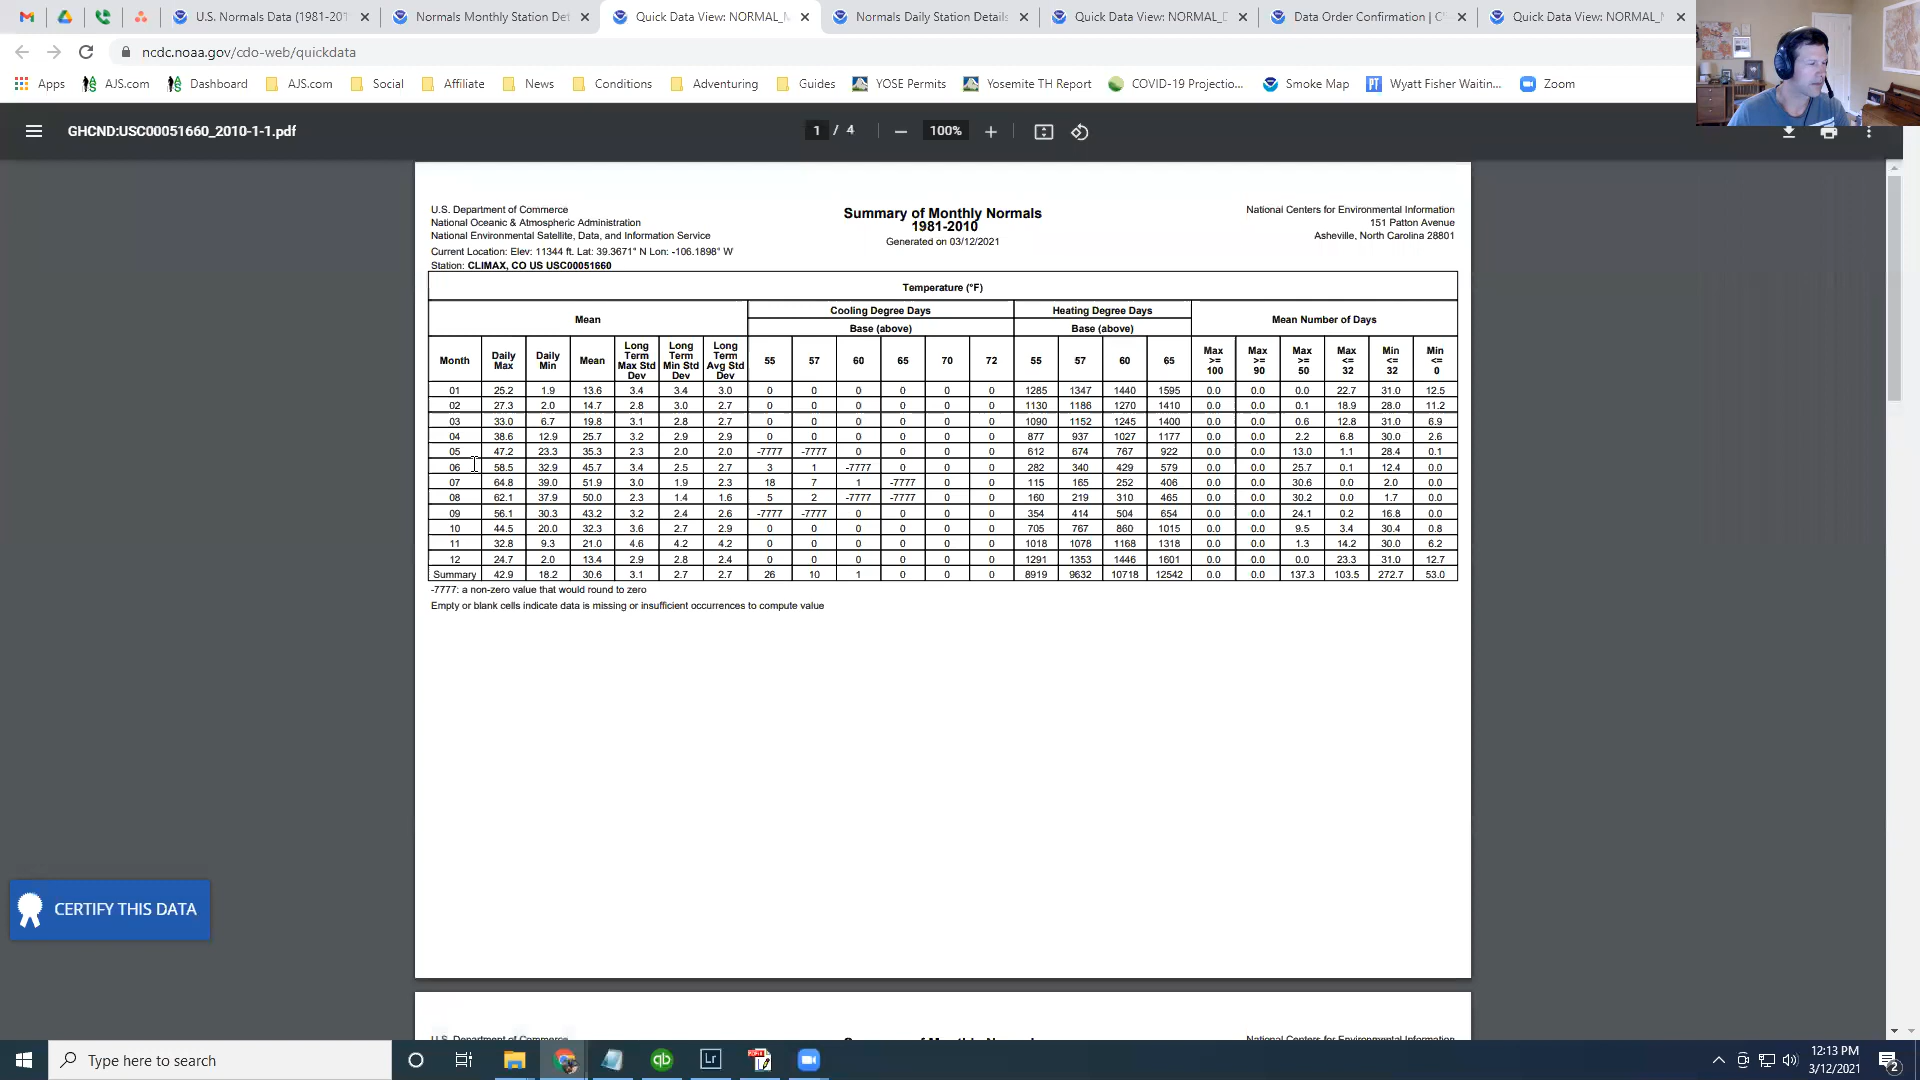 U.S. Normals Data (1981-201
Normals Monthly Station Det
Quick Data View: NORMAL_M
Normals Daily Station Details
Quick Data View: NORMAL_D
Data Order Confirmation | C
Quick Data View: NORMAL_M
ncdc.noaa.gov/cdo-web/quickdata
Apps AJS.com Dashboard AJS.com Social Affiliate News Conditions Adventuring Guides YOSE Permits Yosemite TH Report COVID-19 Projectio... Smoke Map PT Wyatt Fisher Waitin... Zoom
GHCND:USC00051660_2010-1-1.pdf 1 / 4 — 100% +
U.S. Department of Commerce
National Oceanic & Atmospheric Administration
National Environmental Satellite, Data, and Information Service
Current Location: Elev: 11344 ft. Lat: 39.3671° N Lon: -106.1898° W
Station: CLIMAX, CO US USC00051660
Summary of Monthly Normals
1981-2010
Generated on 03/12/2021
National Centers for Environmental Information
151 Patton Avenue
Asheville, North Carolina 28801
Temperature (°F)
Mean Cooling Degree Days Heating Degree Days Mean Number of Days
Base (above) Base (above)
Month Daily Max Daily Min Mean Long Term Max Std Dev Long Term Min Std Dev Long Term Avg Std Dev 55 57 60 65 70 72 55 57 60 65 Max >= 100 Max >= 90 Max >= 50 Max <= 32 Min <= 32 Min <= 0
01 25.2 1.9 13.6 3.4 3.4 3.0 0 0 0 0 0 0 1285 1347 1440 1595 0.0 0.0 0.0 22.7 31.0 12.5
02 27.3 2.0 14.7 2.8 3.0 2.7 0 0 0 0 0 0 1130 1186 1270 1410 0.0 0.0 0.1 18.9 28.0 11.2
03 33.0 6.7 19.8 3.1 2.8 2.7 0 0 0 0 0 0 1090 1152 1245 1400 0.0 0.0 0.6 12.8 31.0 6.9
04 38.6 12.9 25.7 3.2 2.9 2.9 0 0 0 0 0 0 877 937 1027 1177 0.0 0.0 2.2 6.8 30.0 2.6
05 47.2 23.3 35.3 2.3 2.0 2.0 -7777 -7777 0 0 0 0 612 674 767 922 0.0 0.0 13.0 1.1 28.4 0.1
06 58.5 32.9 45.7 3.4 2.5 2.7 3 1 -7777 0 0 0 282 340 429 579 0.0 0.0 25.7 0.1 12.4 0.0
07 64.8 39.0 51.9 3.0 1.9 2.3 18 7 1 -7777 0 0 115 165 252 406 0.0 0.0 30.6 0.0 2.0 0.0
08 62.1 37.9 50.0 2.3 1.4 1.6 5 2 -7777 -7777 0 0 160 219 310 465 0.0 0.0 30.2 0.0 1.7 0.0
09 56.1 30.3 43.2 3.2 2.4 2.6 -7777 -7777 0 0 0 0 354 414 504 654 0.0 0.0 24.1 0.2 16.8 0.0
10 44.5 20.0 32.3 3.6 2.7 2.9 0 0 0 0 0 0 705 767 860 1015 0.0 0.0 9.5 3.4 30.4 0.8
11 32.8 9.3 21.0 4.6 4.2 4.2 0 0 0 0 0 0 1018 1078 1168 1318 0.0 0.0 1.3 14.2 30.0 6.2
12 24.7 2.0 13.4 2.9 2.8 2.4 0 0 0 0 0 0 1291 1353 1446 1601 0.0 0.0 0.0 23.3 31.0 12.7
Summary 42.9 18.2 30.6 3.1 2.7 2.7 26 10 1 0 0 0 8919 9632 10718 12542 0.0 0.0 137.3 103.5 272.7 53.0
-7777: a non-zero value that would round to zero
Empty or blank cells indicate data is missing or insufficient occurrences to compute value
CERTIFY THIS DATA
Type here to search
qb
Lr
12:13 PM
3/12/2021
2